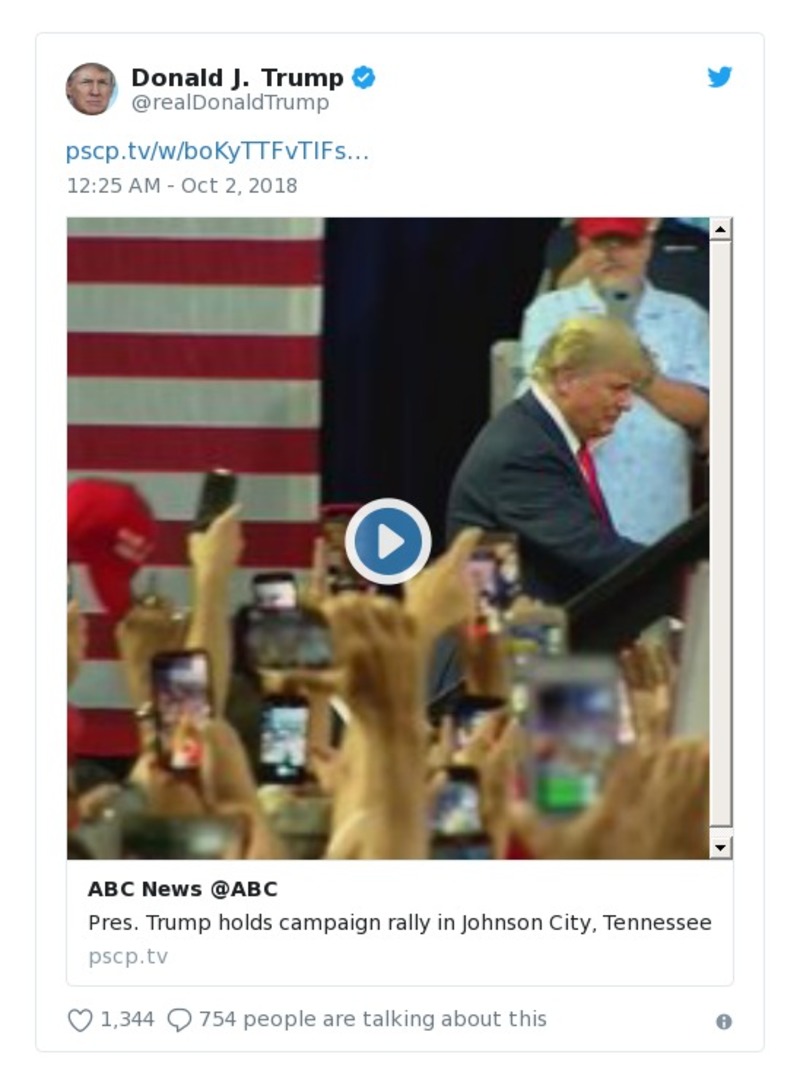 Donald J. Trump
@realDonaldTrump
pscp.tv/w/boKyTTFvTlFs...
12:25 AM - Oct 2, 2018
ABC News @ABC
Pres. Trump holds campaign rally in Johnson City, Tennessee
pscp.tv
1,344 754 people are talking about this